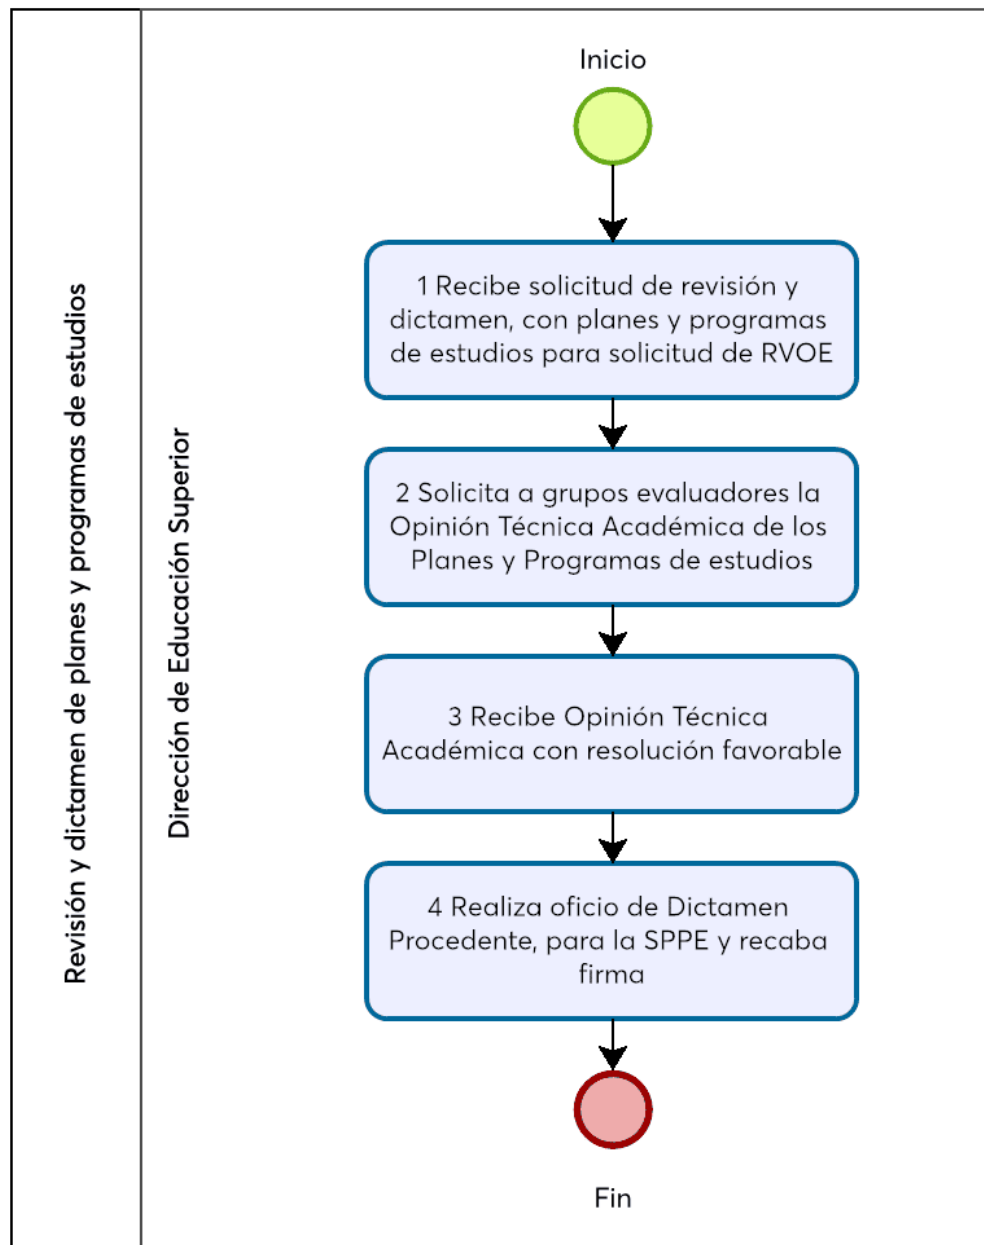 Revisión y dictamen de planes y programas de estudios
Dirección de Educación Superior
Inicio
1 Recibe solicitud de revisión y
dictamen, con planes y programas
de estudios para solicitud de RVOE
2 Solicita a grupos evaluadores la
Opinión Técnica Académica de los
Planes y Programas de estudios
3 Recibe Opinión Técnica
Académica con resolución favorable
4 Realiza oficio de Dictamen
Procedente, para la SPPE y recaba
firma
Fin